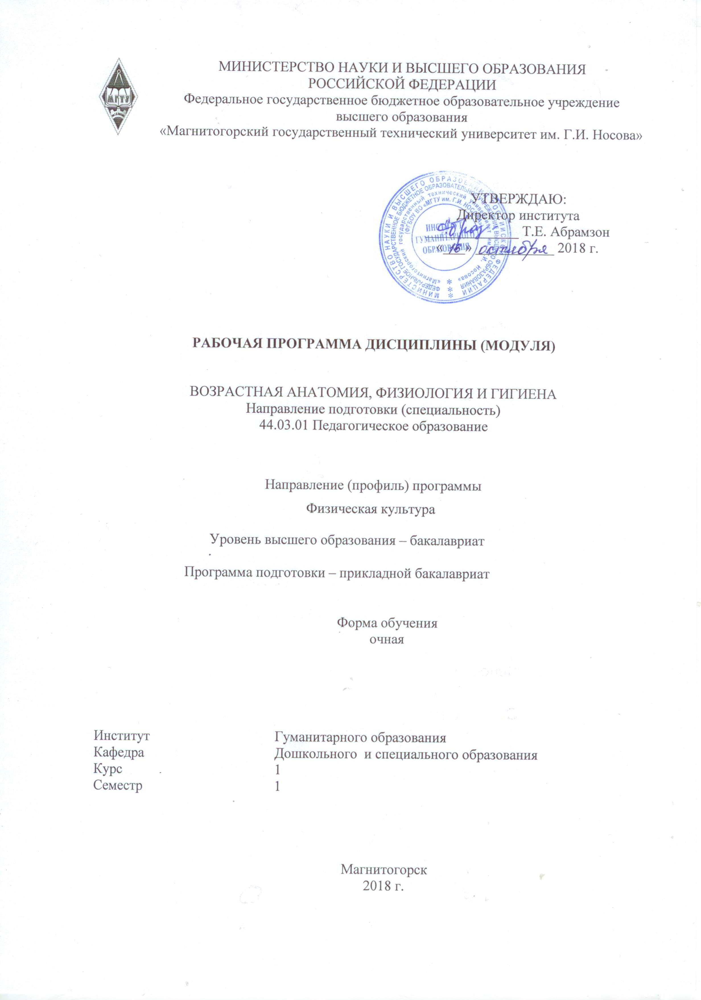 МИНИСТЕРСТВО НАУКИ И ВЫСШЕГО ОБРАЗОВАНИЯ
РОССИЙСКОЙ ФЕДЕРАЦИИ
Федеральное государственное бюджетное образовательное учреждение
высшего образования
«Магнитогорский государственный технический университет им. Г.И. Носова»
МГТУ
УТВЕРЖДАЮ:
Директор института
Т.Е. Абрамзон
« » октября 2018 г.
МИНИСТЕРСТВО НАУКИ И ВЫСШЕГО ОБРАЗОВАНИЯ РОССИЙСКОЙ ФЕДЕРАЦИИ
ФЕДЕРАЛЬНОЕ ГОСУДАРСТВЕННОЕ БЮДЖЕТНОЕ ОБРАЗОВАТЕЛЬНОЕ УЧРЕЖДЕНИЕ ВЫСШЕГО ОБРАЗОВАНИЯ
«Магнитогорский государственный технический университет им. Г.И. Носова»
(ФГБОУ ВО «МГТУ им. Г.И. НОСОВА»)
ИНСТИТУТ
ГУМАНИТАРНОГО
ОБРАЗОВАНИЯ
РАБОЧАЯ ПРОГРАММА ДИСЦИПЛИНЫ (МОДУЛЯ)
ВОЗРАСТНАЯ АНАТОМИЯ, ФИЗИОЛОГИЯ И ГИГИЕНА
Направление подготовки (специальность)
44.03.01 Педагогическое образование
Направление (профиль) программы
Физическая культура
Уровень высшего образования – бакалавриат
Программа подготовки – прикладной бакалавриат
Форма обучения
очная
Институт Гуманитарного образования
Кафедра Дошкольного и специального образования
Курс 1
Семестр 1
Магнитогорск
2018 г.